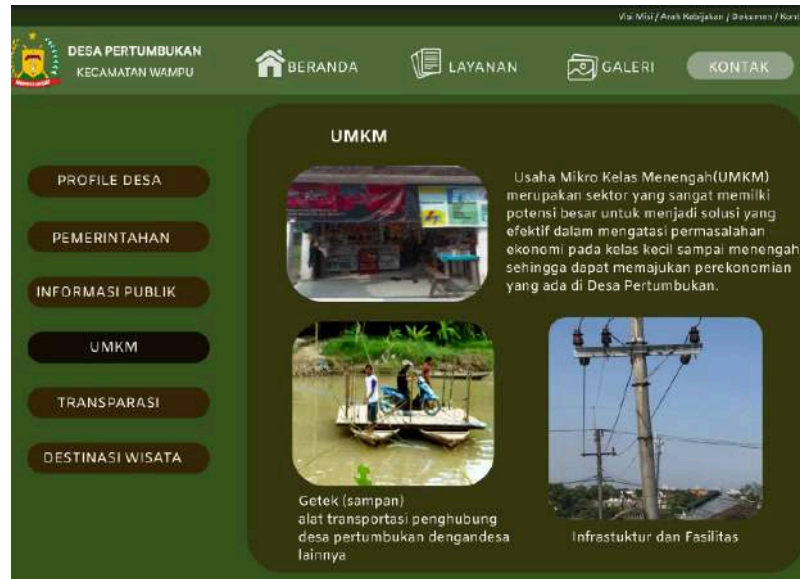 Visi Misi / Arah Kebijakan / Dokumen / Kont
DESA PERTUMBUKAN
KECAMATAN WAMPU
BERANDA
LAYANAN
GALERI
KONTAK
PROFILE DESA
PEMERINTAHAN
INFORMASI PUBLIK
UMKM
TRANSPARASI
DESTINASI WISATA
UMKM
Usaha Mikro Kelas Menengah(UMKM)
merupakan sektor yang sangat memilki
potensi besar untuk menjadi solusi yang
efektif dalam mengatasi permasalahan
ekonomi pada kelas kecil sampai menengah
sehingga dapat memajukan perekonomian
yang ada di Desa Pertumbukan.
Getek (sampan)
alat transportasi penghubung
desa pertumbukan dengandesa
lainnya
Infrastuktur dan Fasilitas